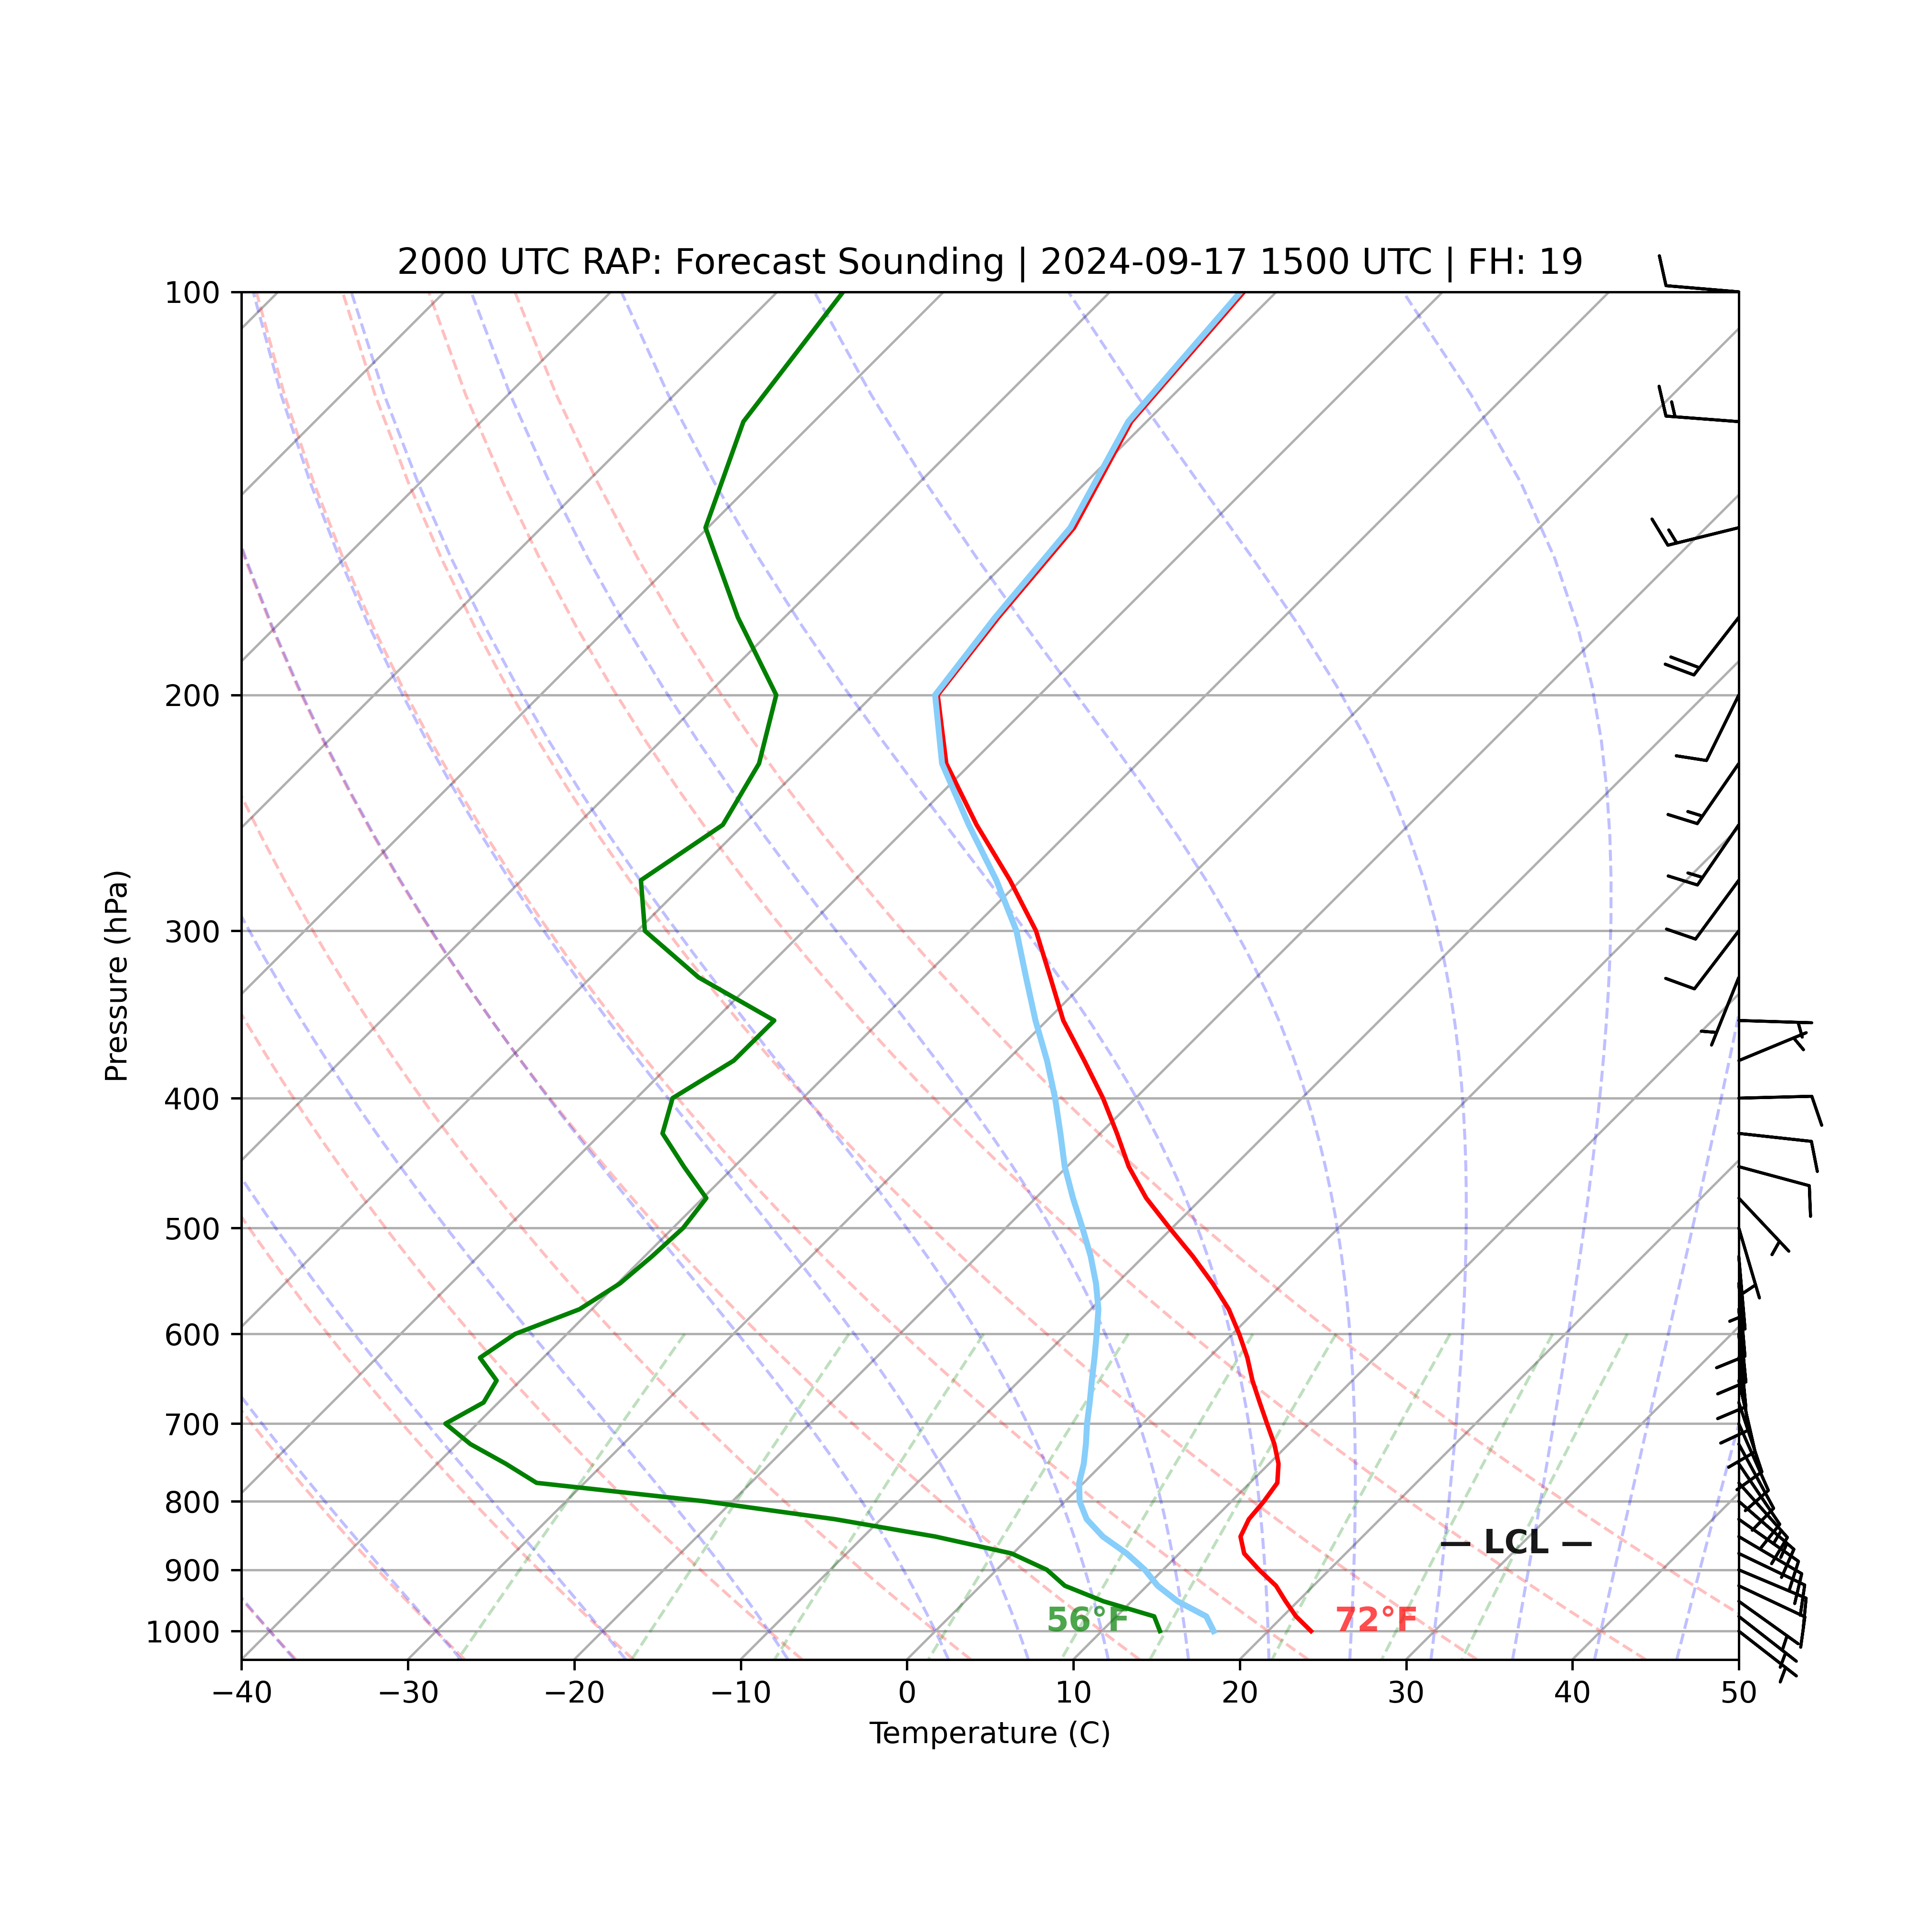 2000 UTC RAP: Forecast Sounding | 2024-09-17 1500 UTC | FH: 19
100
200
300
400
500
600
700
800
900
1000
Pressure (hPa)
— LCL —
56°F
72°F
−40 −30 −20 −10 0 10 20 30 40 50
Temperature (C)